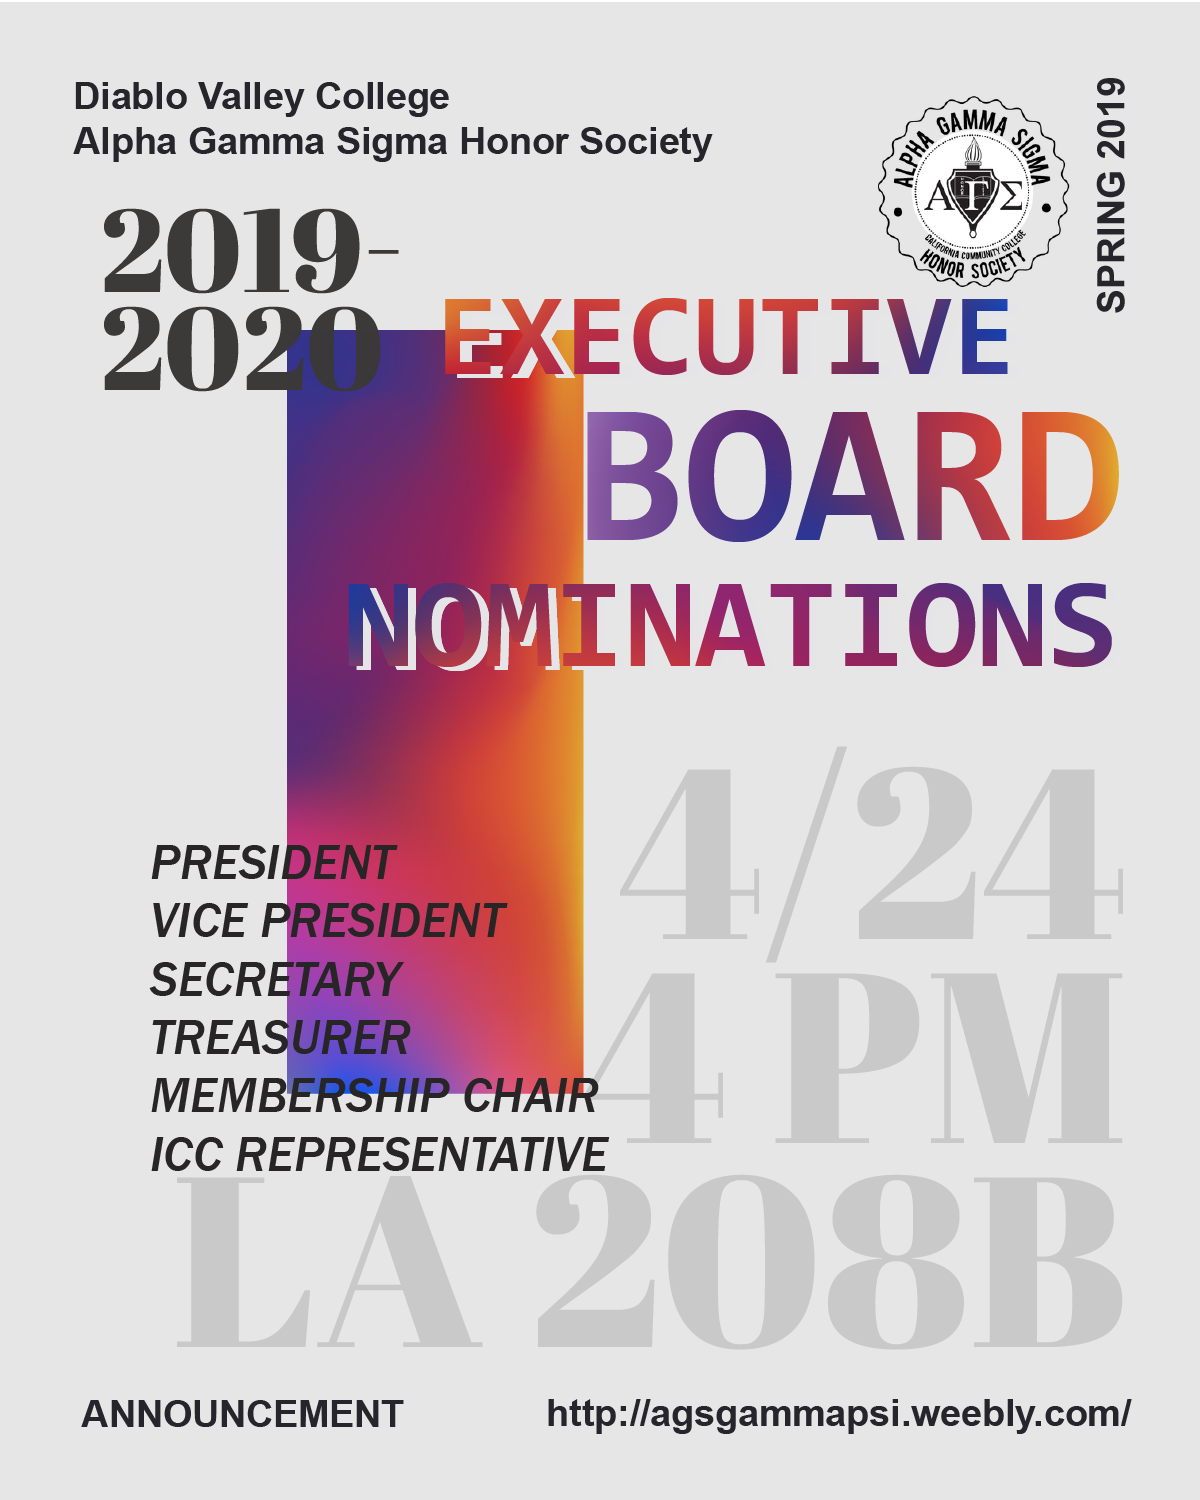 Diablo Valley College
Alpha Gamma Sigma Honor Society
SPRING 2019
ALPHA GAMMA SIGMA
ΑΓΣ
CALIFORNIA COMMUNITY COLLEGE
HONOR SOCIETY
2019-
2020
EXECUTIVE
BOARD
NOMINATIONS
4/24
4 PM
LA 208B
PRESIDENT
VICE PRESIDENT
SECRETARY
TREASURER
MEMBERSHIP CHAIR
ICC REPRESENTATIVE
ANNOUNCEMENT
http://agsgammapsi.weebly.com/